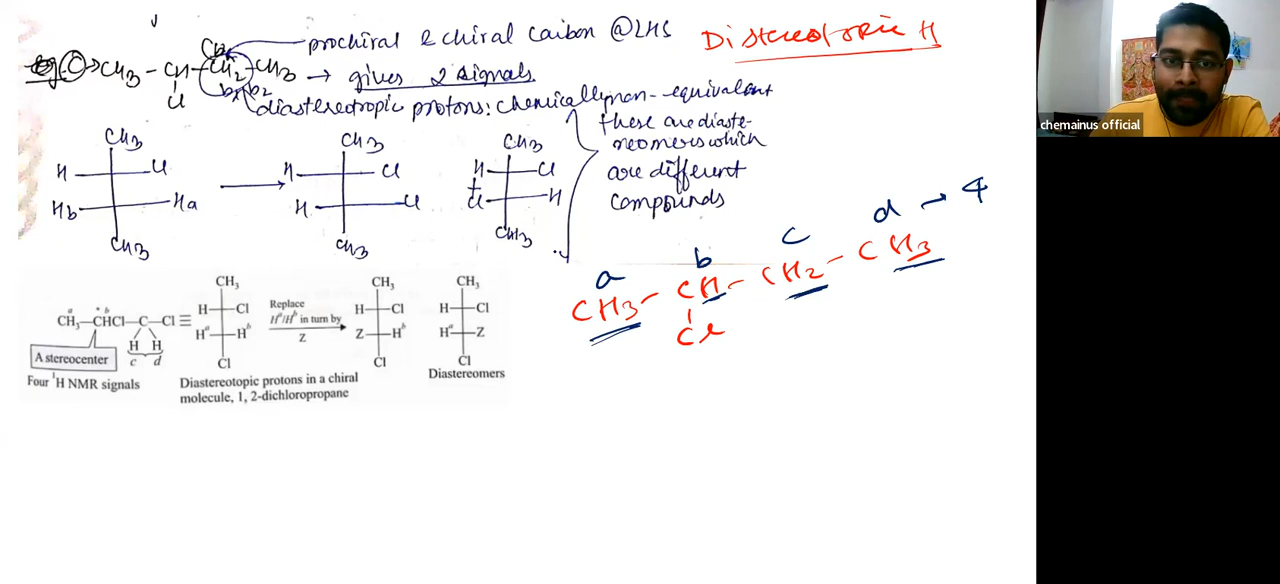 prochiral & chiral carbon @LHS
Distereotopic H
CH3 - CH - CH2 - CH3 → gives 2 signals
Cl
diastereotropic protons: chemically non-equivalent
these are diaste-
reomers which
are different
compounds
CH3 CH3 CH3
H Cl H Cl H Cl
Hb Ha H Cl Cl H
CH3 CH3 CH3
a b c d → 4
CH3 - CH - CH2 - CH3
Cl
CH3 CH3 CH3
a * b
CH3—CHCl—C—Cl ≡ H Cl Replace H Cl H Cl
H H Ha Hb Ha/Hb in turn by Z Z Hb Ha Z
c d Cl Cl Cl
A stereocenter
Four 1H NMR signals
Diastereotopic protons in a chiral
molecule, 1, 2-dichloropropane
Diastereomers
chemainus official